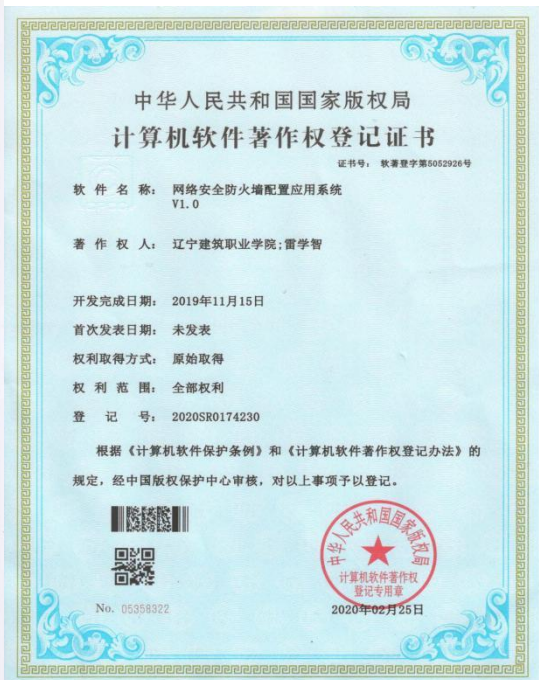 中华人民共和国国家版权局
计算机软件著作权登记证书
证书号： 软著登字第5052926号
软件名称： 网络安全防火墙配置应用系统
V1.0
著作权人： 辽宁建筑职业学院;雷学智
开发完成日期： 2019年11月15日
首次发表日期： 未发表
权利取得方式： 原始取得
权利范围： 全部权利
登记号： 2020SR0174230
根据《计算机软件保护条例》和《计算机软件著作权登记办法》的
规定，经中国版权保护中心审核，对以上事项予以登记。
中华人民共和国国家版权局
计算机软件著作权
登记专用章
No. 05358322
2020年02月25日